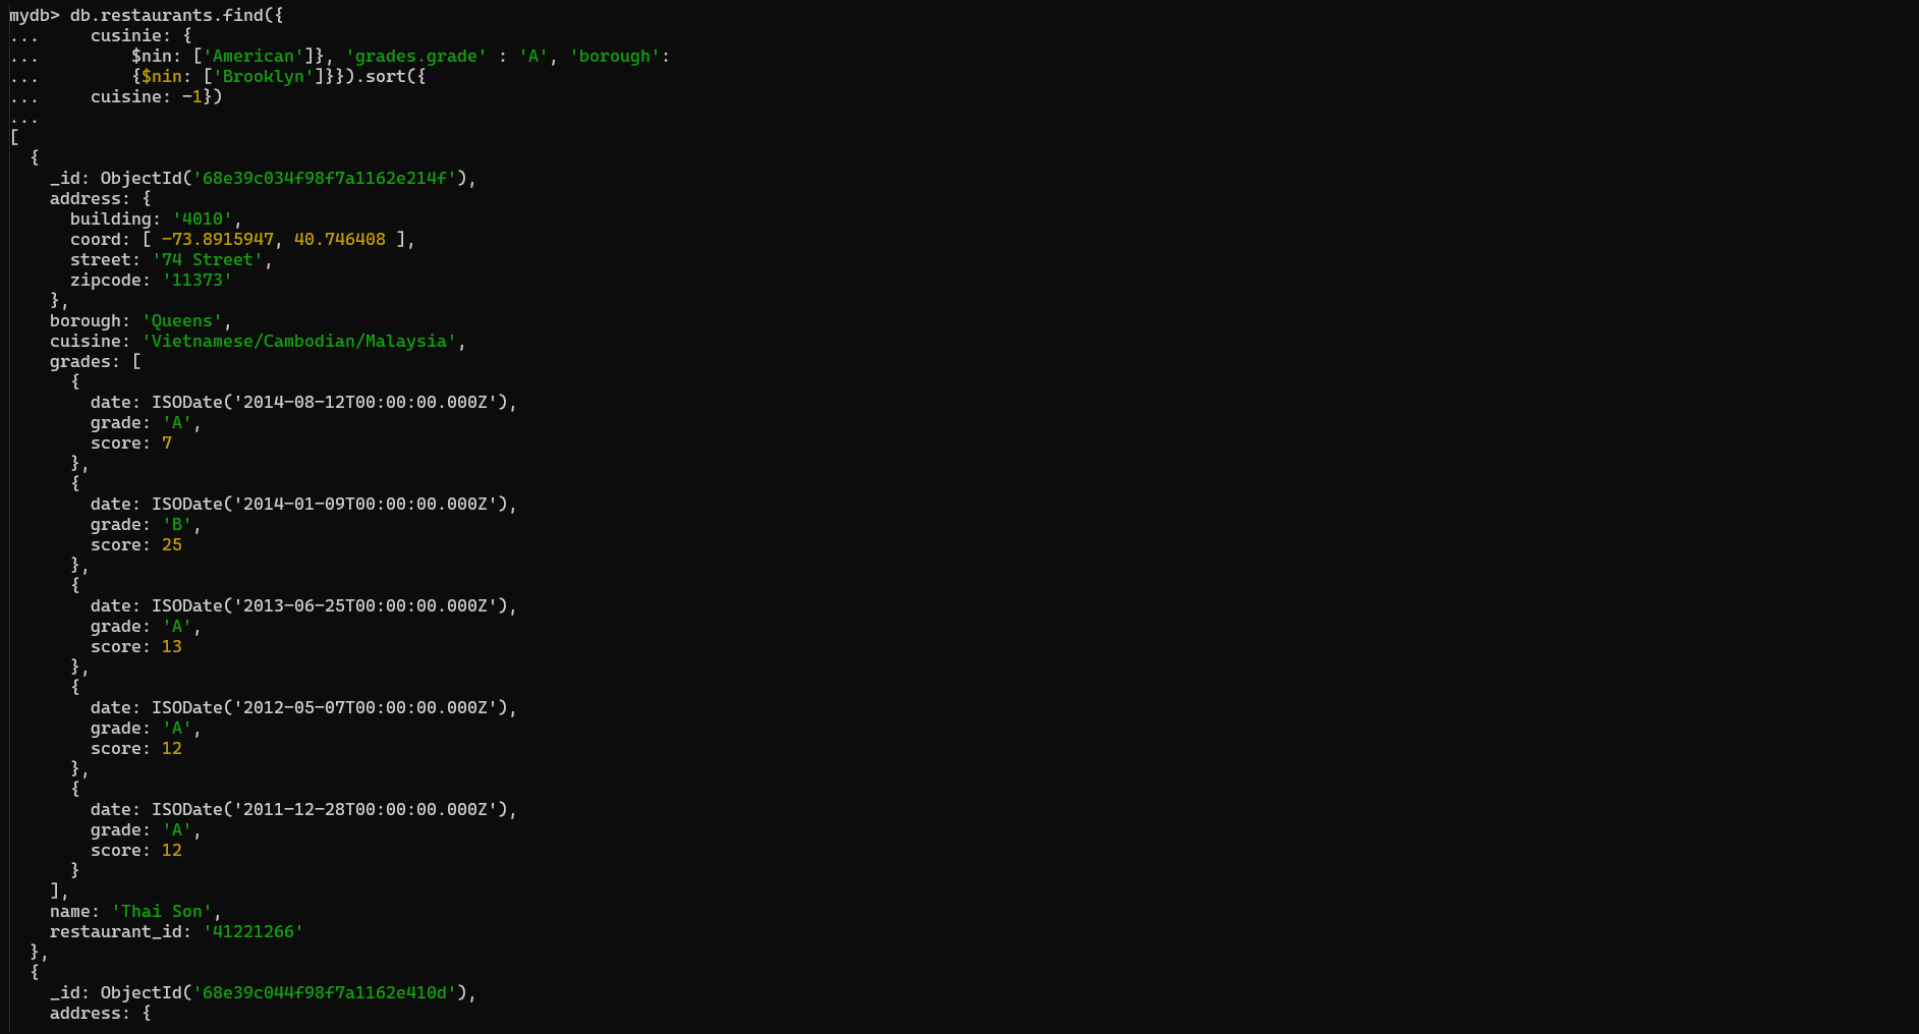 mydb> db.restaurants.find({
...     cusinie: {
...         $nin: ['American']}, 'grades.grade' : 'A', 'borough':
...         {$nin: ['Brooklyn']}}).sort({
...     cuisine: -1})
...
[
  {
    _id: ObjectId('68e39c034f98f7a1162e214f'),
    address: {
      building: '4010',
      coord: [ -73.8915947, 40.746408 ],
      street: '74 Street',
      zipcode: '11373'
    },
    borough: 'Queens',
    cuisine: 'Vietnamese/Cambodian/Malaysia',
    grades: [
      {
        date: ISODate('2014-08-12T00:00:00.000Z'),
        grade: 'A',
        score: 7
      },
      {
        date: ISODate('2014-01-09T00:00:00.000Z'),
        grade: 'B',
        score: 25
      },
      {
        date: ISODate('2013-06-25T00:00:00.000Z'),
        grade: 'A',
        score: 13
      },
      {
        date: ISODate('2012-05-07T00:00:00.000Z'),
        grade: 'A',
        score: 12
      },
      {
        date: ISODate('2011-12-28T00:00:00.000Z'),
        grade: 'A',
        score: 12
      }
    ],
    name: 'Thai Son',
    restaurant_id: '41221266'
  },
  {
    _id: ObjectId('68e39c044f98f7a1162e410d'),
    address: {